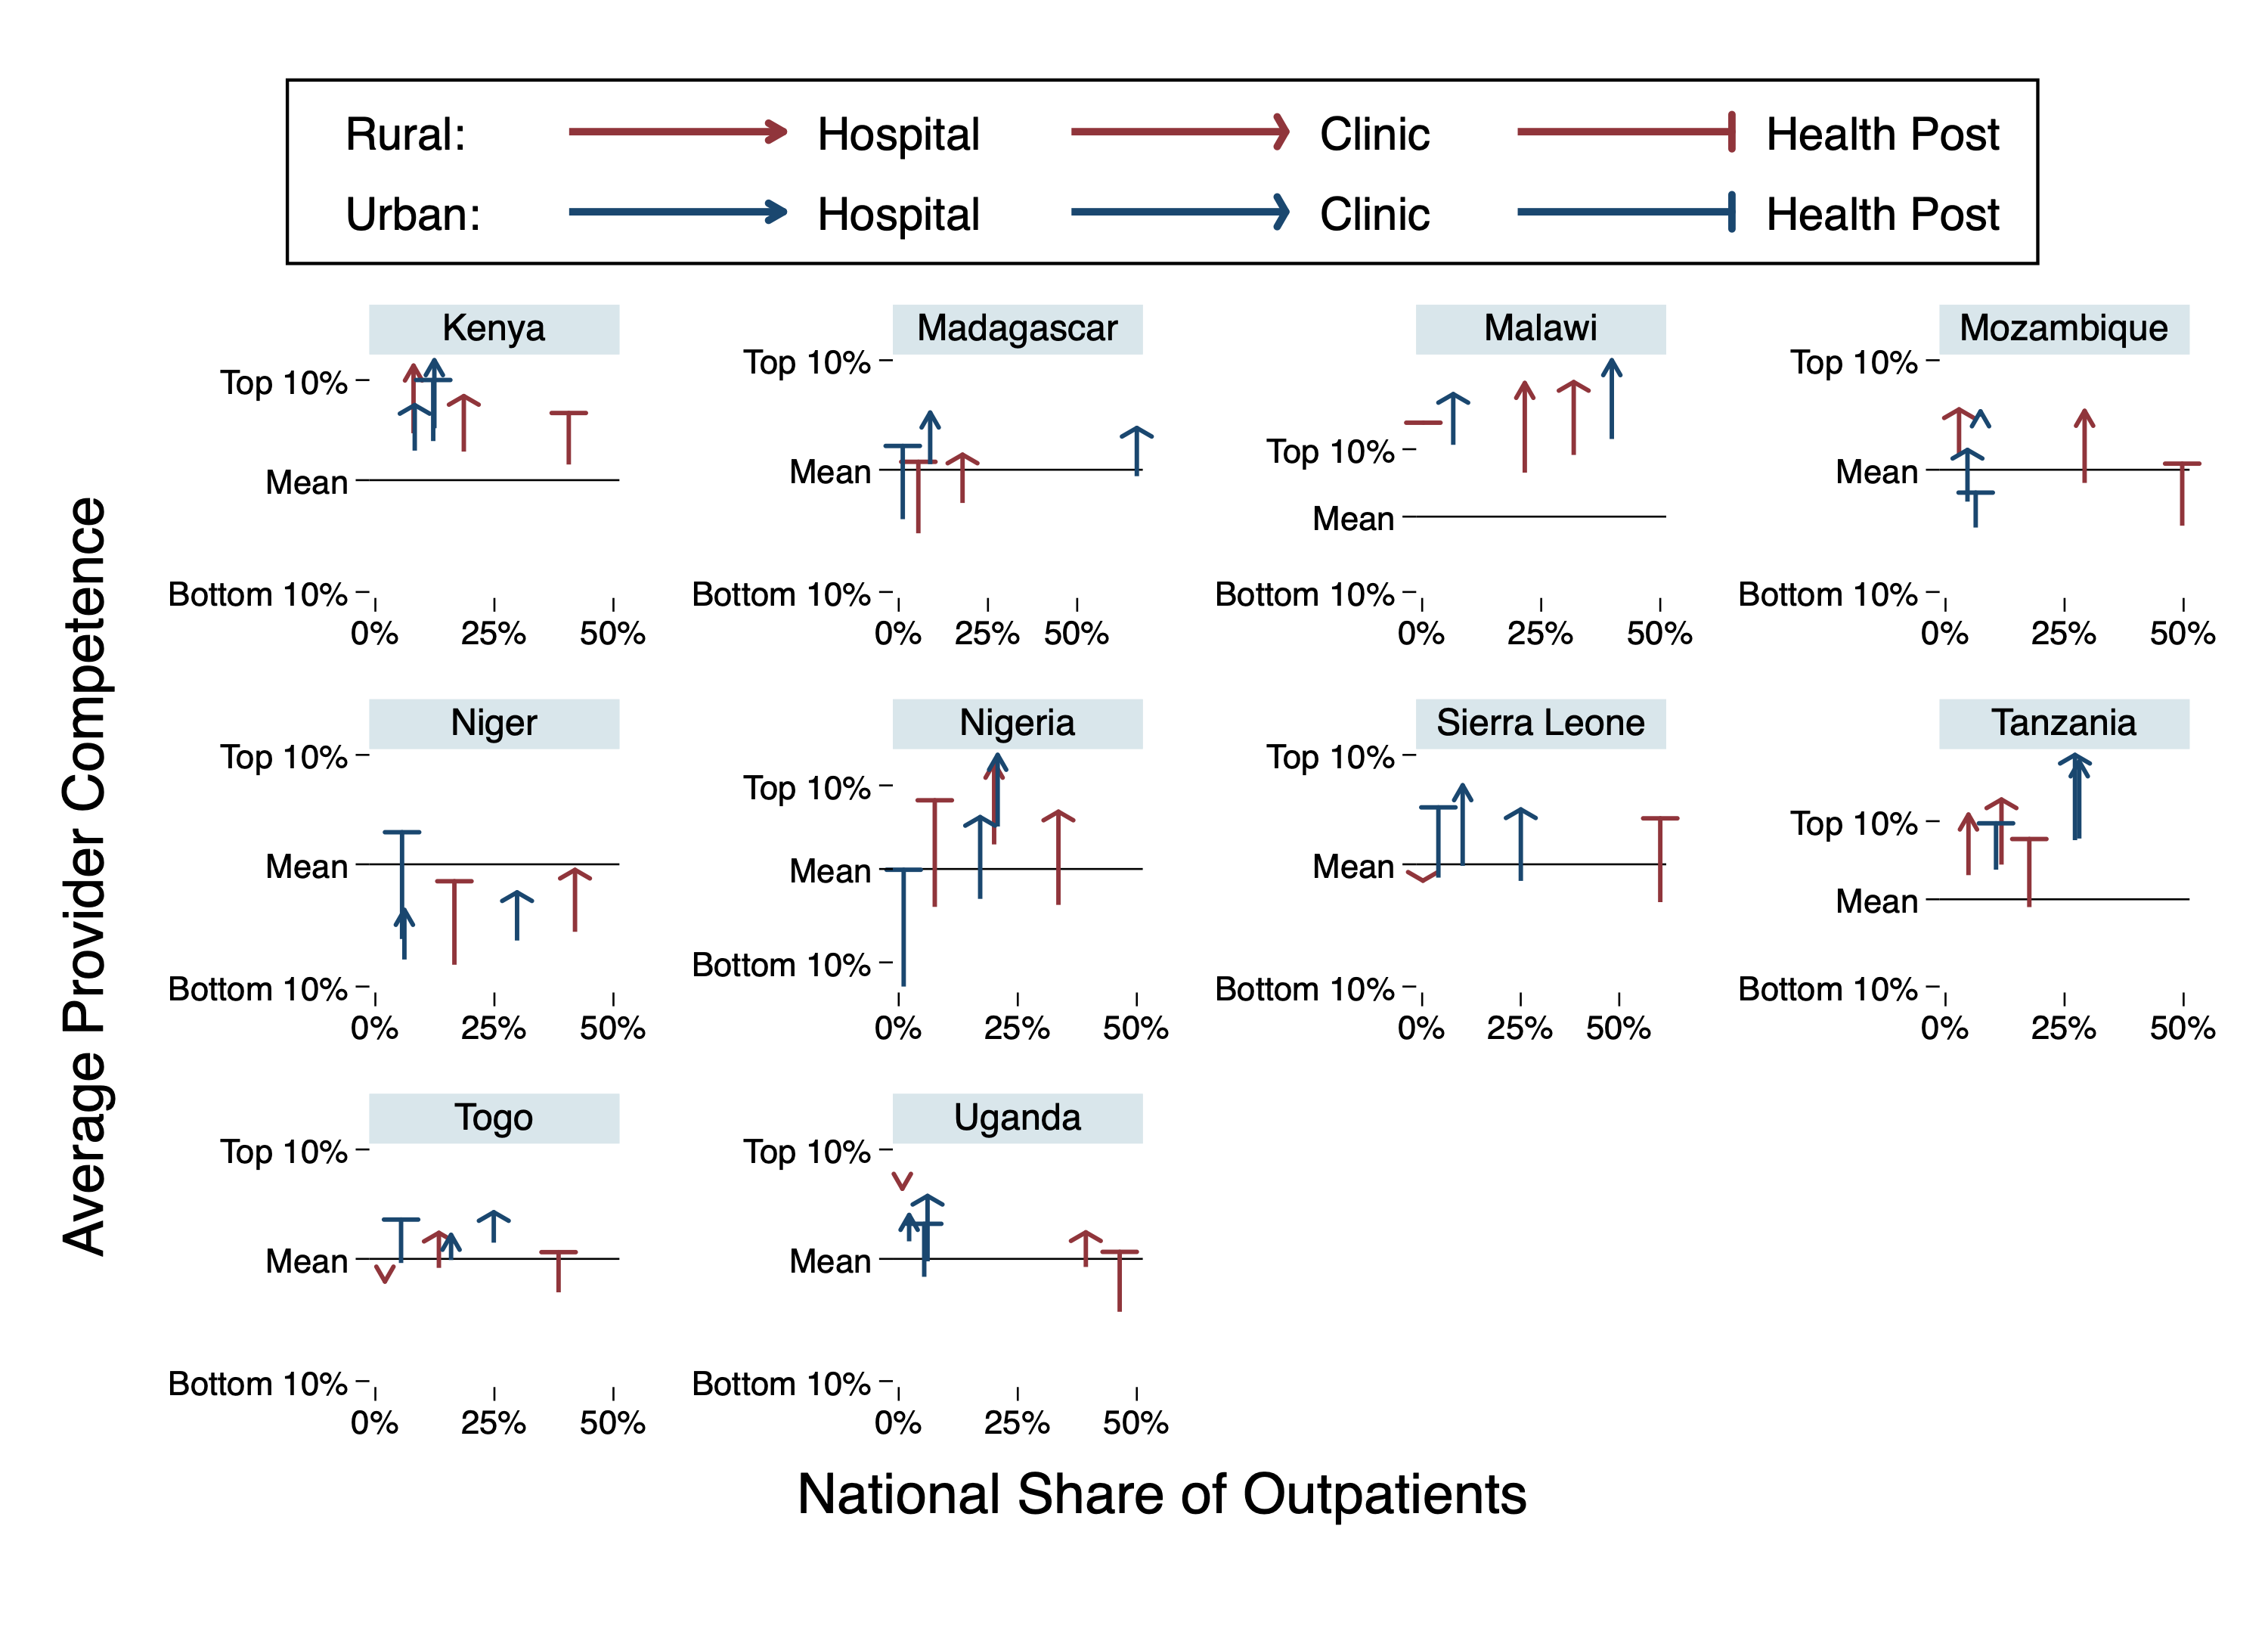 Rural: Hospital Clinic Health Post
Urban: Hospital Clinic Health Post
Average Provider Competence
Kenya
Top 10%
Mean
Bottom 10%
0% 25% 50%
Madagascar
Top 10%
Mean
Bottom 10%
0% 25% 50%
Malawi
Top 10%
Mean
Bottom 10%
0% 25% 50%
Mozambique
Top 10%
Mean
Bottom 10%
0% 25% 50%
Niger
Top 10%
Mean
Bottom 10%
0% 25% 50%
Nigeria
Top 10%
Mean
Bottom 10%
0% 25% 50%
Sierra Leone
Top 10%
Mean
Bottom 10%
0% 25% 50%
Tanzania
Top 10%
Mean
Bottom 10%
0% 25% 50%
Togo
Top 10%
Mean
Bottom 10%
0% 25% 50%
Uganda
Top 10%
Mean
Bottom 10%
0% 25% 50%
National Share of Outpatients